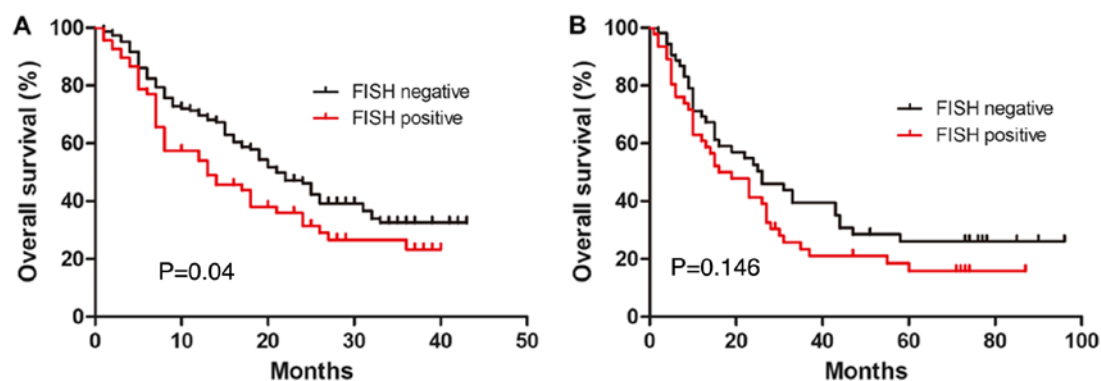 A
Overall survival (%)
100
80
60
40
20
0
FISH negative
FISH positive
P=0.04
0 10 20 30 40 50
Months
B
Overall survival (%)
100
80
60
40
20
0
FISH negative
FISH positive
P=0.146
0 20 40 60 80 100
Months